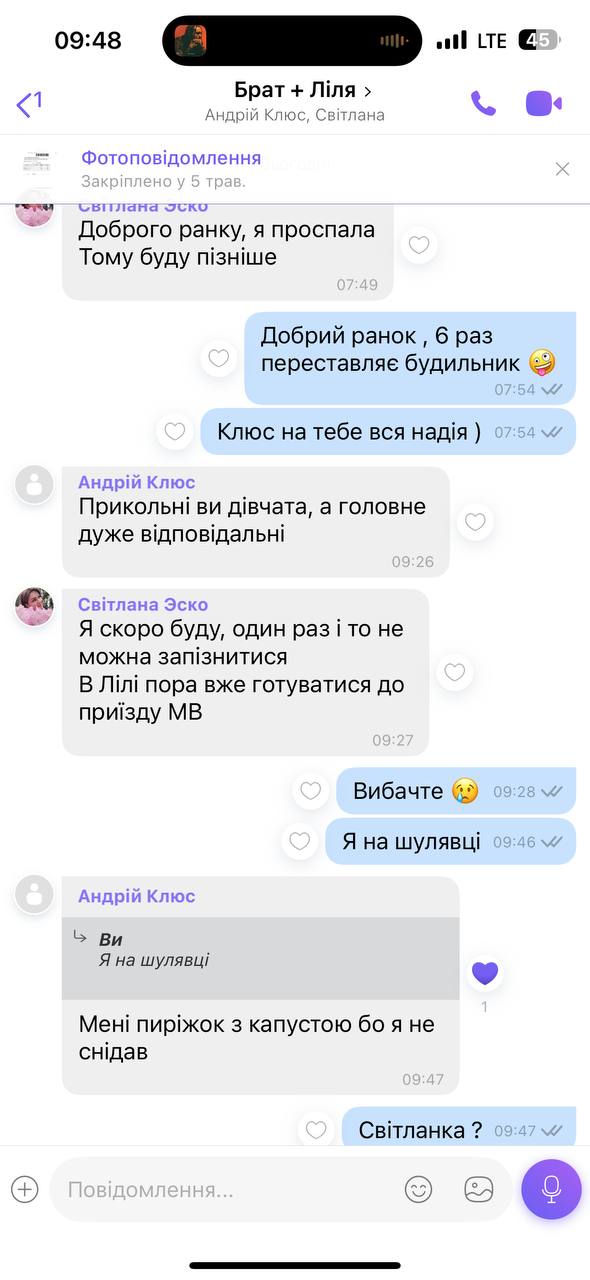 09:48
LTE 45
1
Брат + Ліля
Андрій Клюс, Світлана
Фотоповідомлення
Закріплено у 5 трав.
Світлана Эско
Доброго ранку, я проспала
Тому буду пізніше
07:49
Добрий ранок , 6 раз
переставляє будильник 🤪
07:54
Клюс на тебе вся надія )
07:54
Андрій Клюс
Прикольні ви дівчата, а головне
дуже відповідальні
09:26
Світлана Эско
Я скоро буду, один раз і то не
можна запізнитися
В Лілі пора вже готуватися до
приїзду МВ
09:27
Вибачте 😢 09:28
Я на шулявці 09:46
Андрій Клюс
Ви
Я на шулявці
1
Мені пиріжок з капустою бо я не
снідав
09:47
Світланка ? 09:47
Повідомлення...